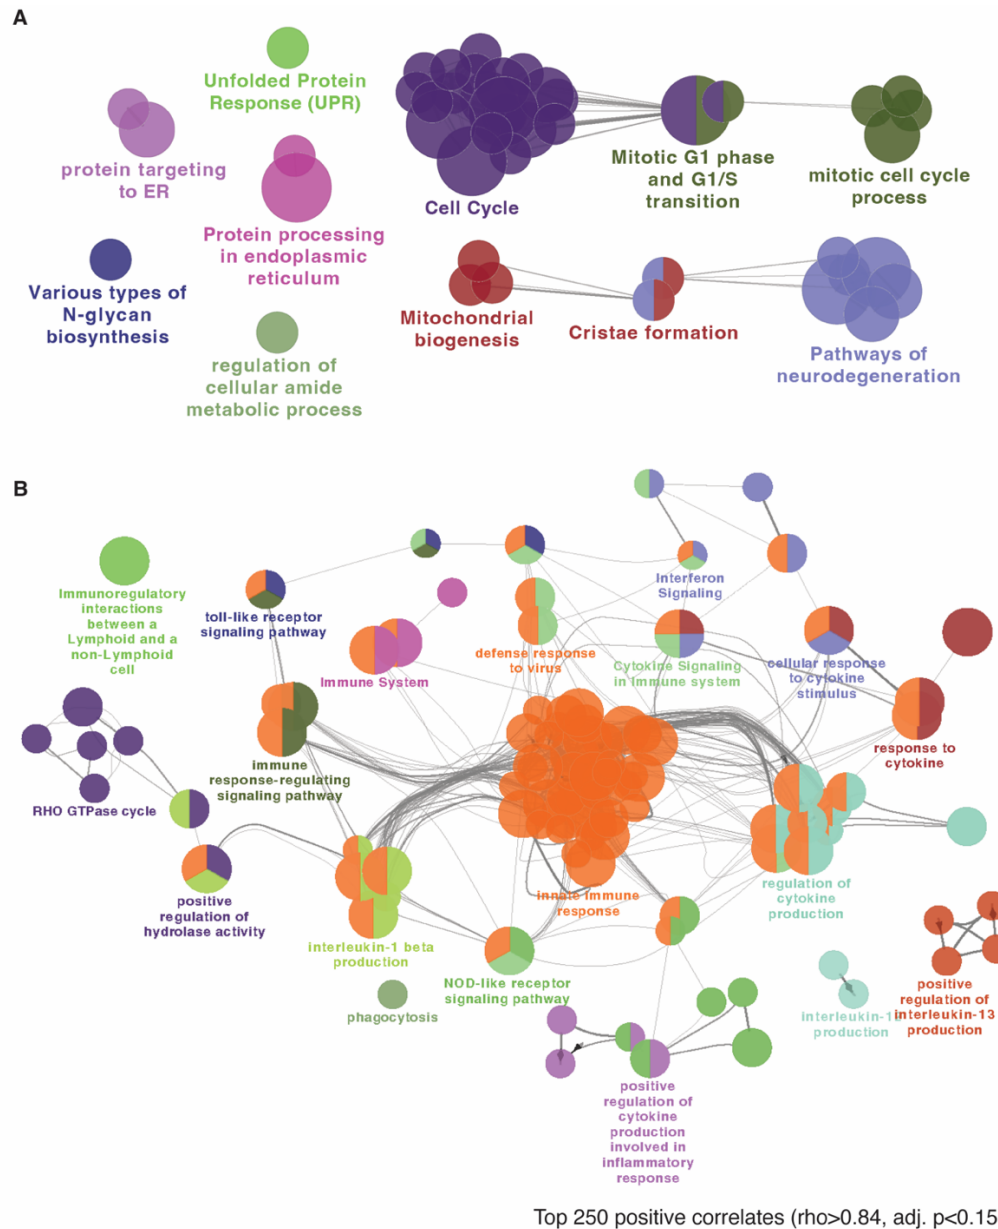 A
Unfolded Protein
Response (UPR)
protein targeting
to ER
Cell Cycle
Mitotic G1 phase
and G1/S
transition
mitotic cell cycle
process
Protein processing
in endoplasmic
reticulum
Various types of
N-glycan
biosynthesis
Mitochondrial
biogenesis
Cristae formation
Pathways of
neurodegeneration
regulation of
cellular amide
metabolic process
B
Immunoregulatory
interactions
between a
Lymphoid and a
non-Lymphoid
cell
toll-like receptor
signaling pathway
Immune System
defense response
to virus
Interferon
Signaling
Cytokine Signaling
in Immune system
cellular response
to cytokine
stimulus
response to
cytokine
immune
response-regulating
signaling pathway
RHO GTPase cycle
positive
regulation of
hydrolase activity
interleukin-1 beta
production
innate immune
response
regulation of
cytokine
production
NOD-like receptor
signaling pathway
phagocytosis
production
positive
regulation of
interleukin-13
production
positive
regulation of
cytokine
production
involved in
inflammatory
response
Top 250 positive correlates (rho>0.84, adj. p<0.15